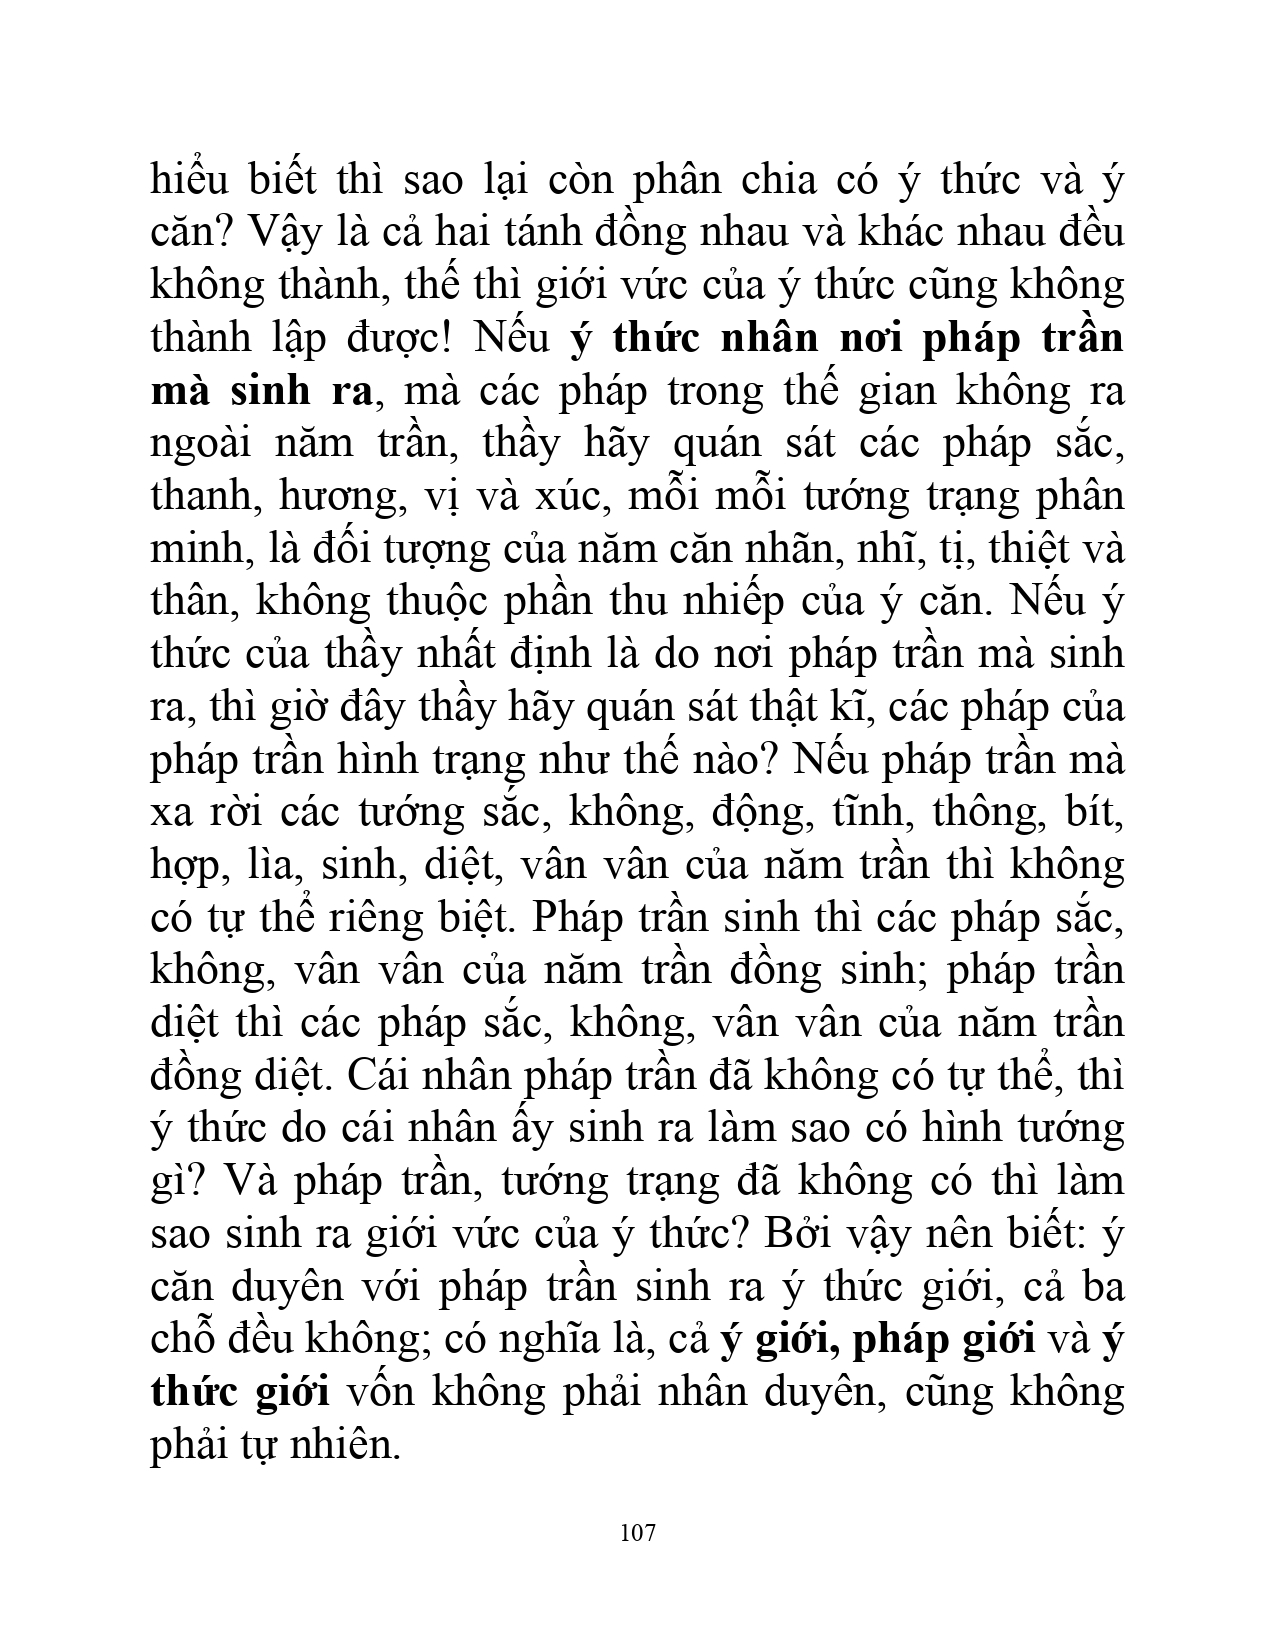 hiểu biết thì sao lại còn phân chia có ý thức và ý
căn? Vậy là cả hai tánh đồng nhau và khác nhau đều
không thành, thế thì giới vức của ý thức cũng không
thành lập được! Nếu ý thức nhân nơi pháp trần
mà sinh ra, mà các pháp trong thế gian không ra
ngoài năm trần, thầy hãy quán sát các pháp sắc,
thanh, hương, vị và xúc, mỗi mỗi tướng trạng phân
minh, là đối tượng của năm căn nhãn, nhĩ, tị, thiệt và
thân, không thuộc phần thu nhiếp của ý căn. Nếu ý
thức của thầy nhất định là do nơi pháp trần mà sinh
ra, thì giờ đây thầy hãy quán sát thật kĩ, các pháp của
pháp trần hình trạng như thế nào? Nếu pháp trần mà
xa rời các tướng sắc, không, động, tĩnh, thông, bít,
hợp, lìa, sinh, diệt, vân vân của năm trần thì không
có tự thể riêng biệt. Pháp trần sinh thì các pháp sắc,
không, vân vân của năm trần đồng sinh; pháp trần
diệt thì các pháp sắc, không, vân vân của năm trần
đồng diệt. Cái nhân pháp trần đã không có tự thể, thì
ý thức do cái nhân ấy sinh ra làm sao có hình tướng
gì? Và pháp trần, tướng trạng đã không có thì làm
sao sinh ra giới vức của ý thức? Bởi vậy nên biết: ý
căn duyên với pháp trần sinh ra ý thức giới, cả ba
chỗ đều không; có nghĩa là, cả ý giới, pháp giới và ý
thức giới vốn không phải nhân duyên, cũng không
phải tự nhiên.
107